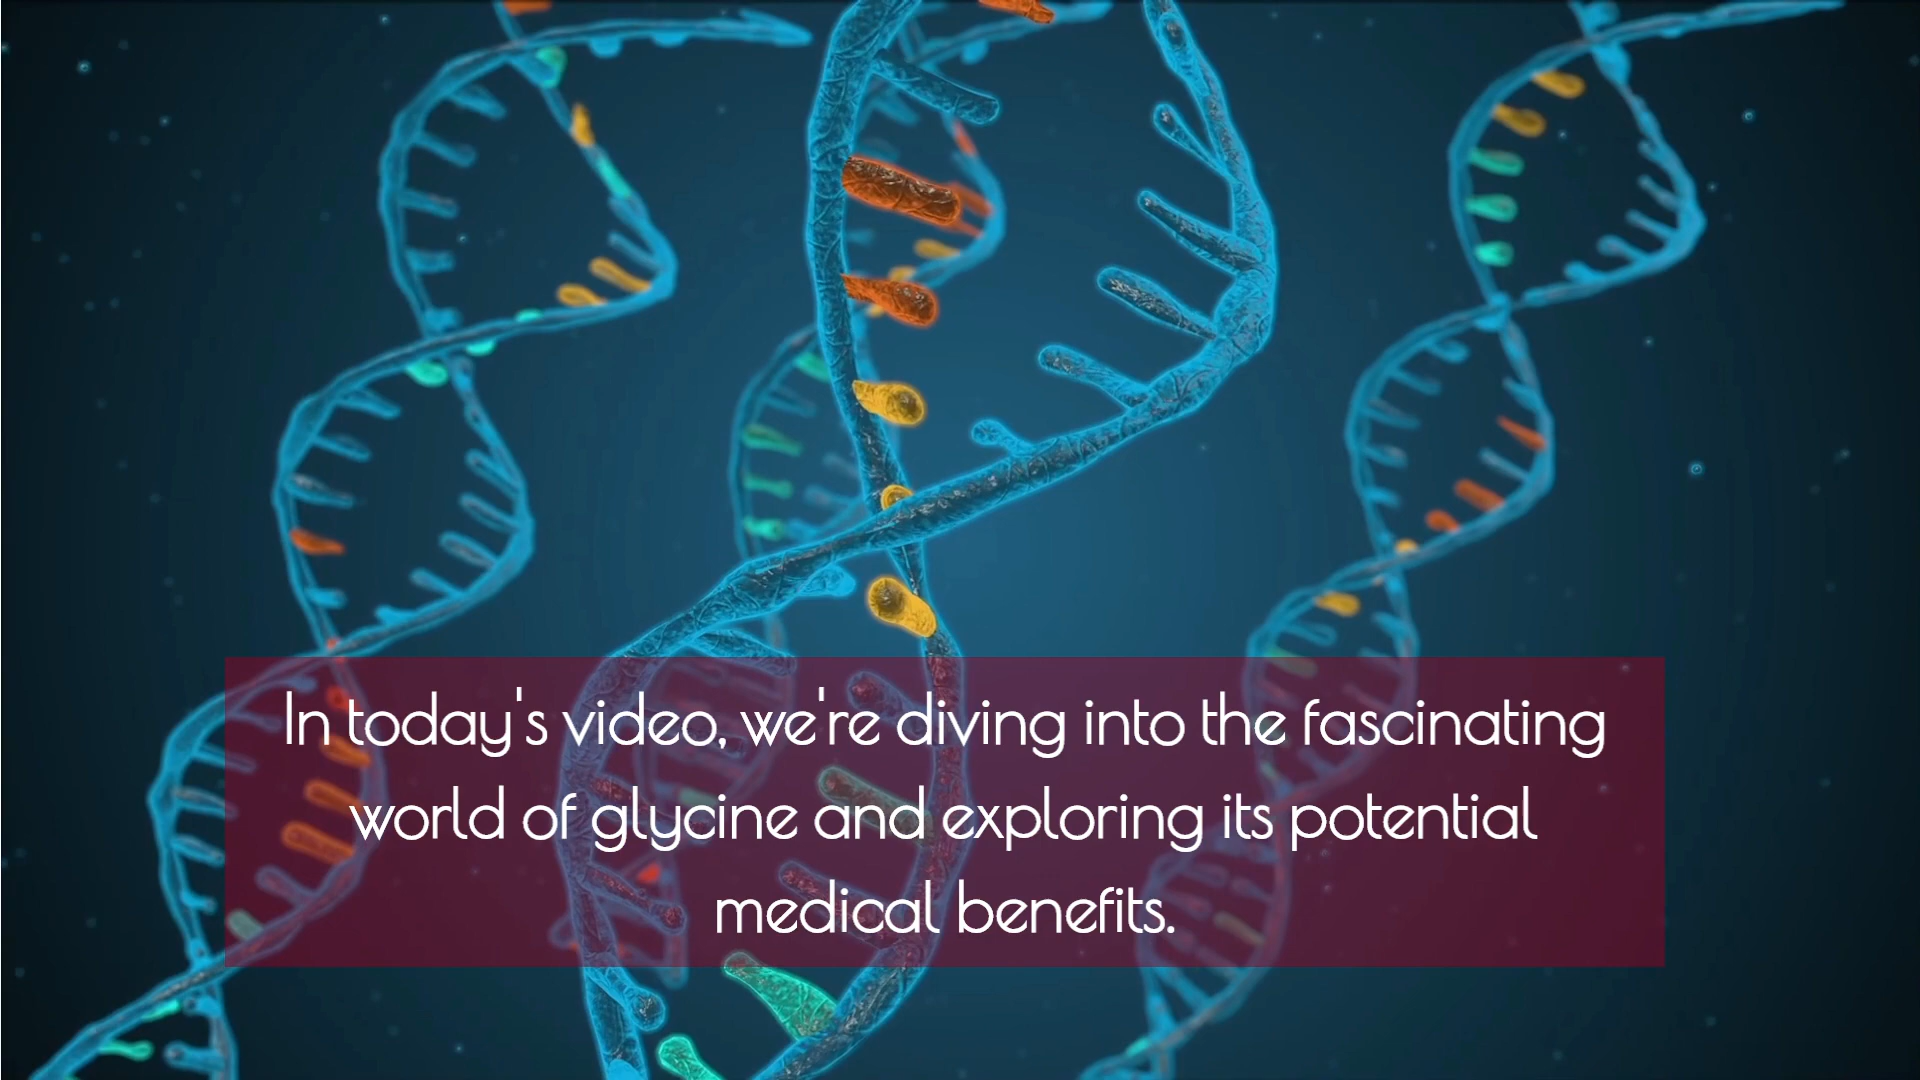 In today's video, we're diving into the fascinating
world of glycine and exploring its potential
medical benefits.